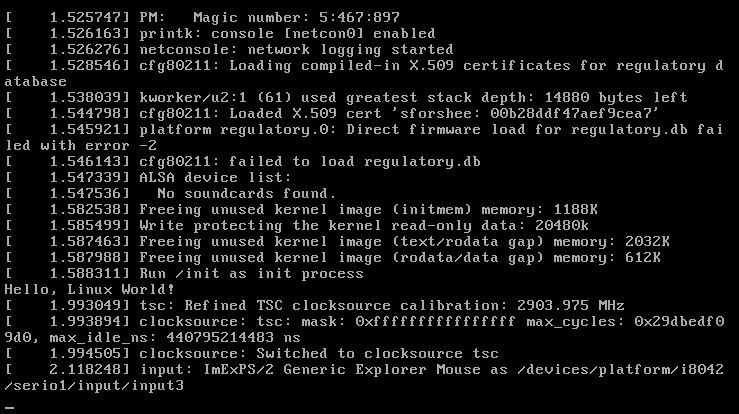 [    1.525747] PM:   Magic number: 5:467:897
[    1.526163] printk: console [netcon0] enabled
[    1.526276] netconsole: network logging started
[    1.528546] cfg80211: Loading compiled-in X.509 certificates for regulatory d
atabase
[    1.538039] kworker/u2:1 (61) used greatest stack depth: 14880 bytes left
[    1.544798] cfg80211: Loaded X.509 cert 'sforshee: 00b28ddf47aef9cea7'
[    1.545921] platform regulatory.0: Direct firmware load for regulatory.db fai
led with error -2
[    1.546143] cfg80211: failed to load regulatory.db
[    1.547339] ALSA device list:
[    1.547536]   No soundcards found.
[    1.582538] Freeing unused kernel image (initmem) memory: 1188K
[    1.585499] Write protecting the kernel read-only data: 20480k
[    1.587463] Freeing unused kernel image (text/rodata gap) memory: 2032K
[    1.587988] Freeing unused kernel image (rodata/data gap) memory: 612K
[    1.588311] Run /init as init process
Hello, Linux World!
[    1.993049] tsc: Refined TSC clocksource calibration: 2903.975 MHz
[    1.993894] clocksource: tsc: mask: 0xffffffffffffffff max_cycles: 0x29dbedf0
9d0, max_idle_ns: 440795214483 ns
[    1.994505] clocksource: Switched to clocksource tsc
[    2.118248] input: ImExPS/2 Generic Explorer Mouse as /devices/platform/i8042
/serio1/input/input3
_